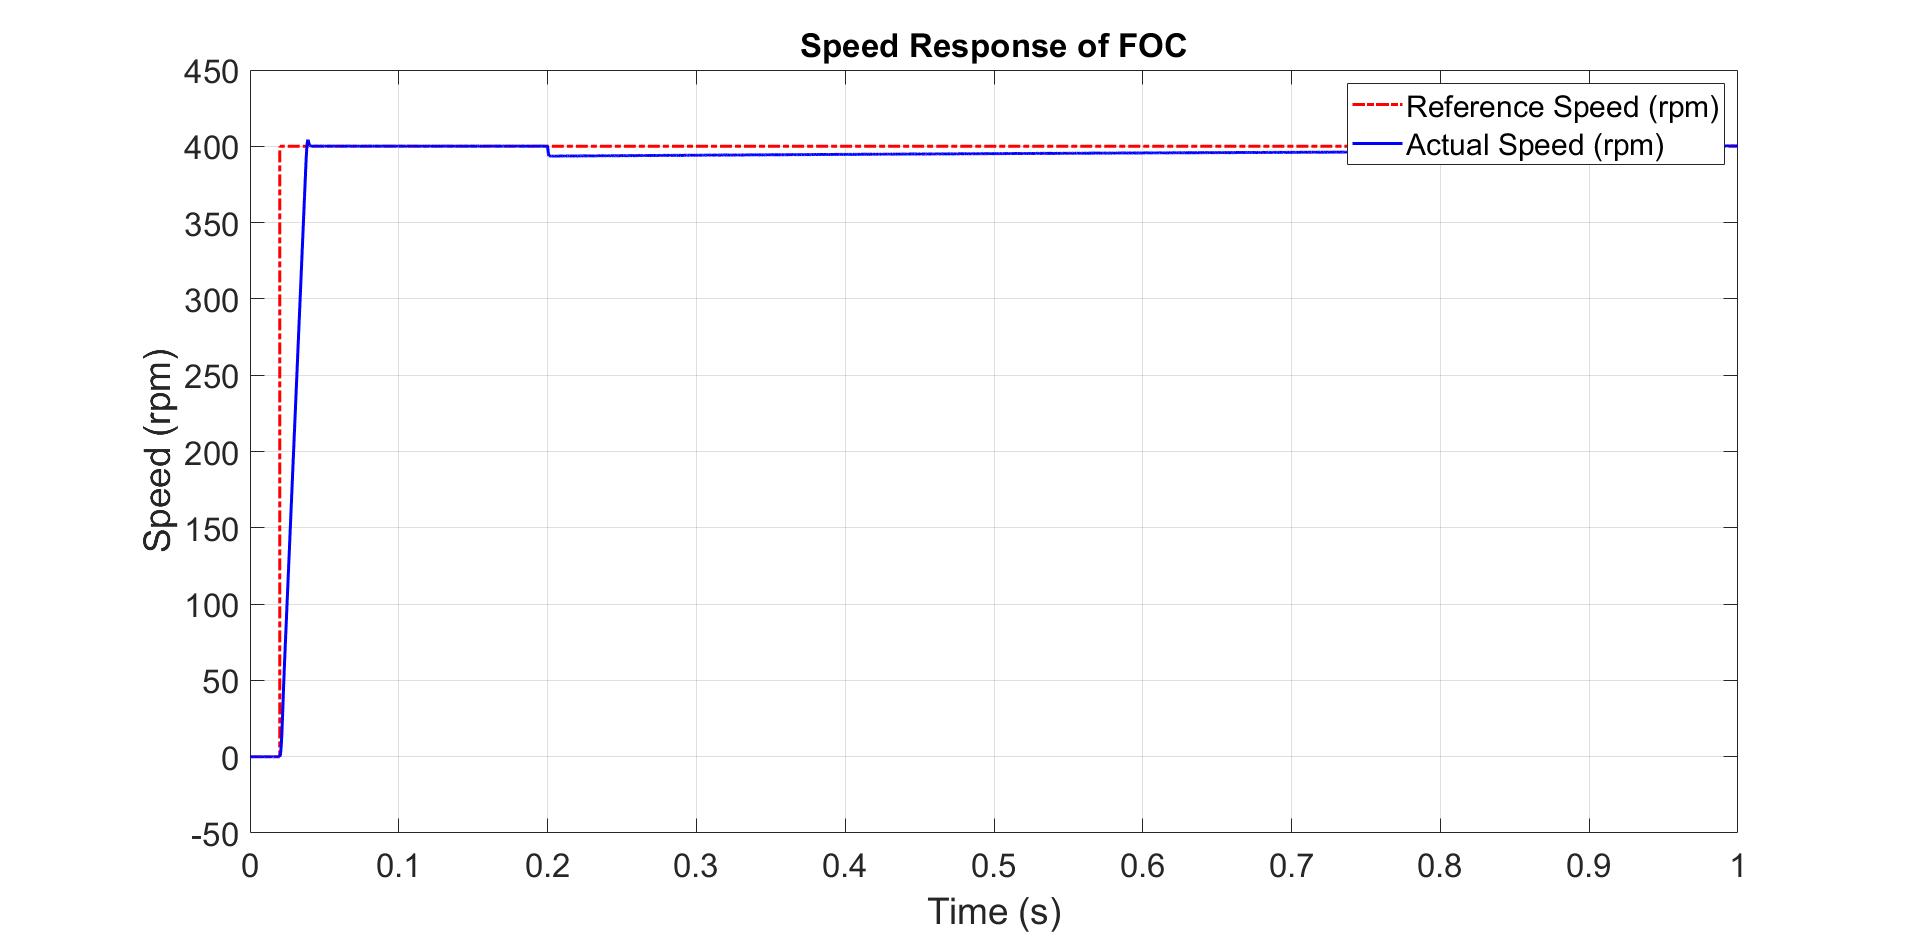 Speed Response of FOC
450
400
350
300
250
200
150
100
50
0
-50
Speed (rpm)
Reference Speed (rpm)
Actual Speed (rpm)
0 0.1 0.2 0.3 0.4 0.5 0.6 0.7 0.8 0.9 1
Time (s)